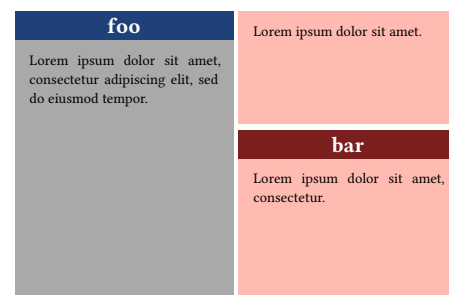 foo
Lorem ipsum dolor sit amet,
consectetur adipiscing elit, sed
do eiusmod tempor.
Lorem ipsum dolor sit amet.
bar
Lorem ipsum dolor sit amet,
consectetur.